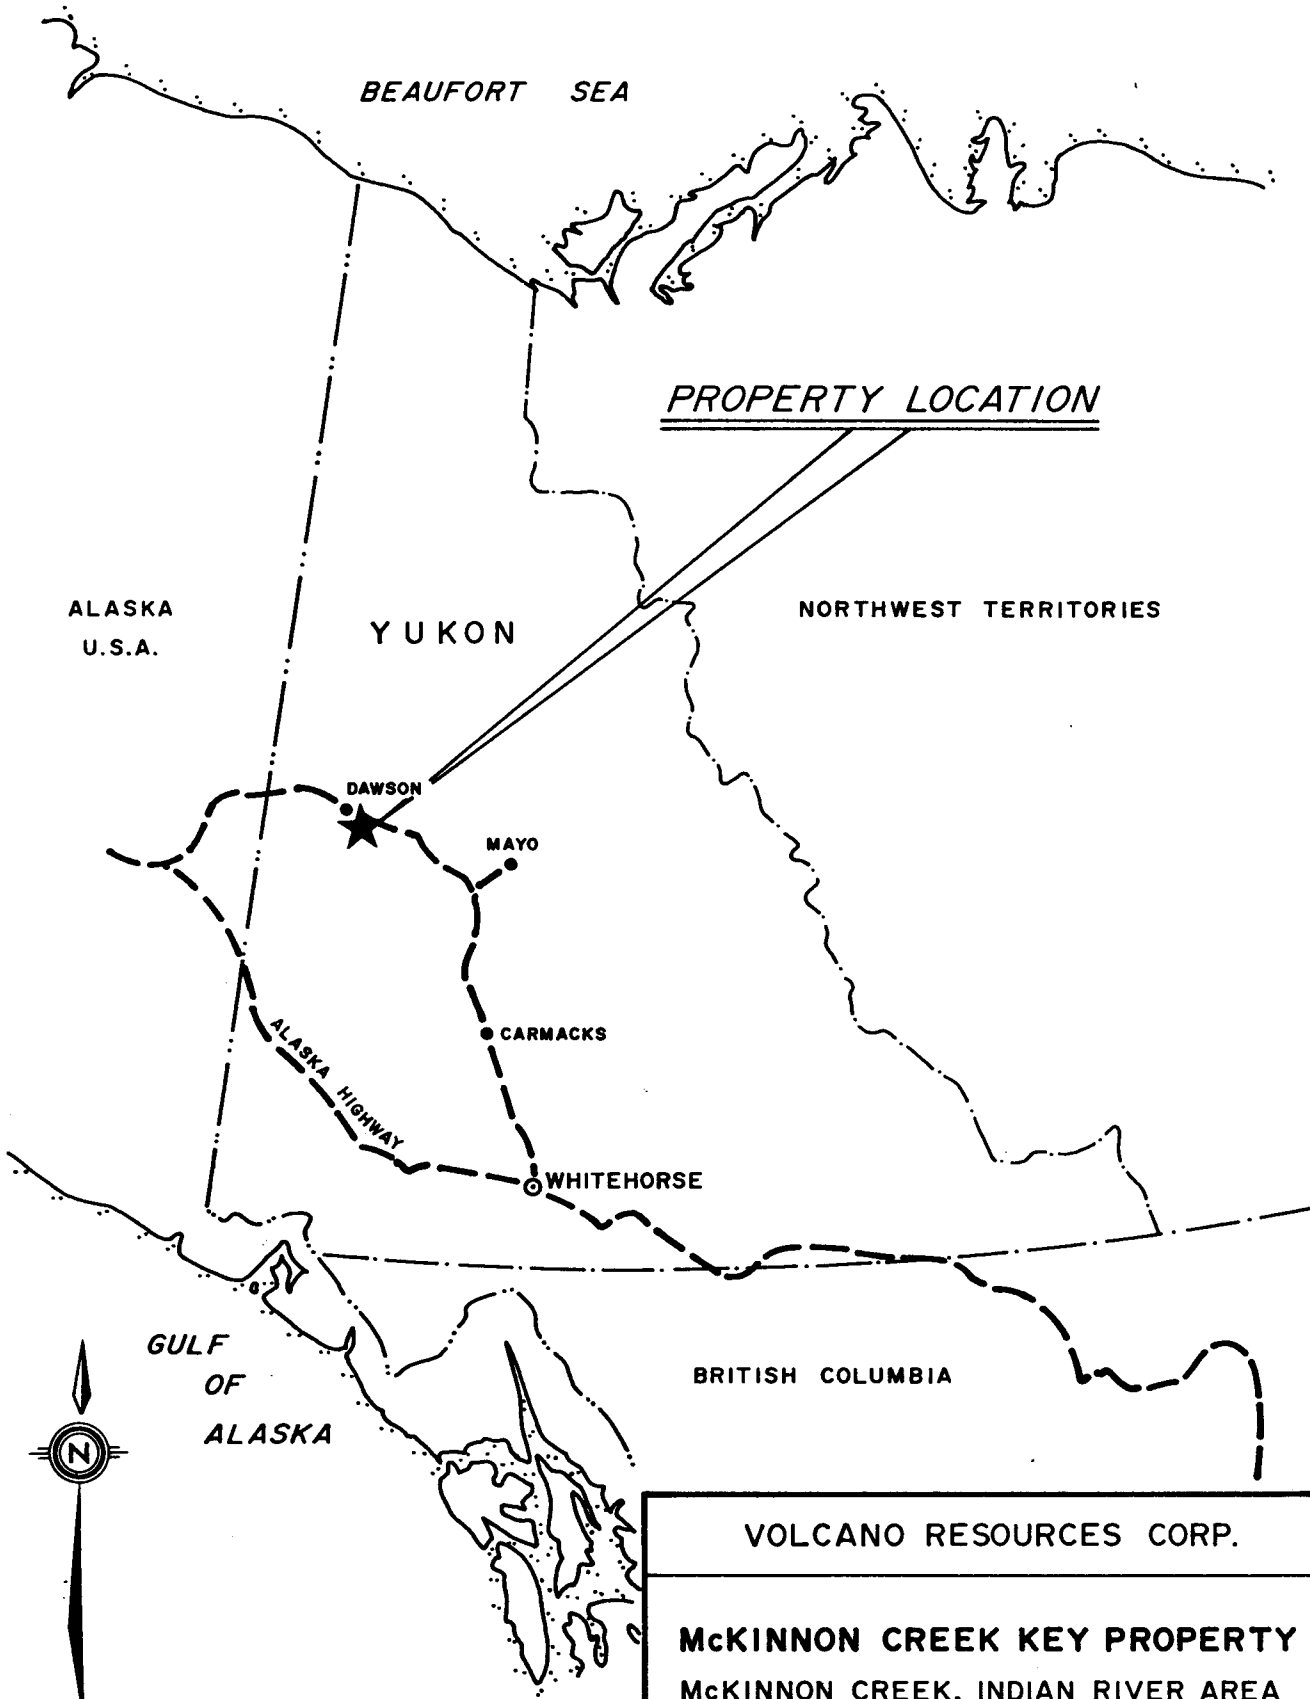 BEAUFORT SEA
PROPERTY LOCATION
ALASKA
U.S.A.
YUKON
NORTHWEST TERRITORIES
DAWSON
MAYO
CARMACKS
ALASKA HIGHWAY
WHITEHORSE
GULF
OF
ALASKA
BRITISH COLUMBIA
N
VOLCANO RESOURCES CORP.
McKINNON CREEK KEY PROPERTY
McKINNON CREEK, INDIAN RIVER AREA